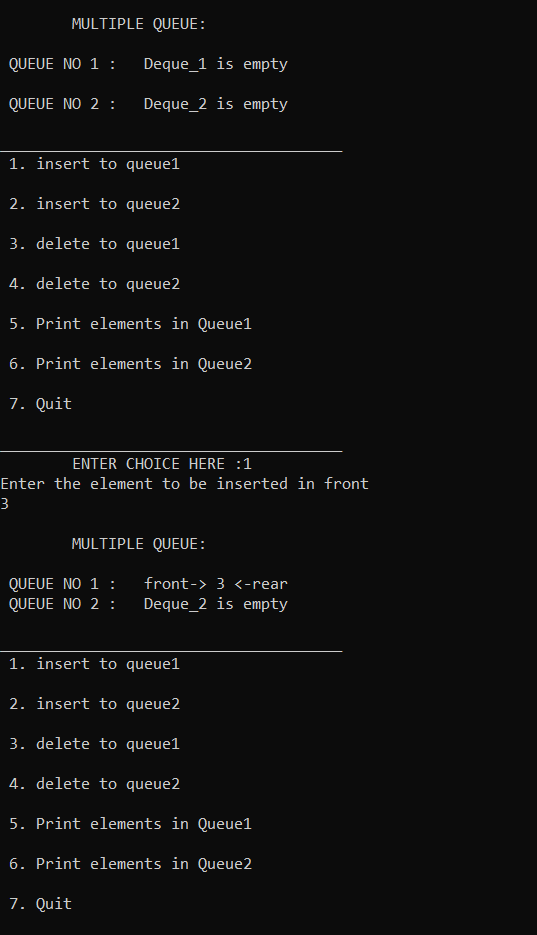 MULTIPLE QUEUE:
QUEUE NO 1 :   Deque_1 is empty
QUEUE NO 2 :   Deque_2 is empty
______________________________________
1. insert to queue1
2. insert to queue2
3. delete to queue1
4. delete to queue2
5. Print elements in Queue1
6. Print elements in Queue2
7. Quit
______________________________________
ENTER CHOICE HERE :1
Enter the element to be inserted in front
3
MULTIPLE QUEUE:
QUEUE NO 1 :   front-> 3 <-rear
QUEUE NO 2 :   Deque_2 is empty
______________________________________
1. insert to queue1
2. insert to queue2
3. delete to queue1
4. delete to queue2
5. Print elements in Queue1
6. Print elements in Queue2
7. Quit